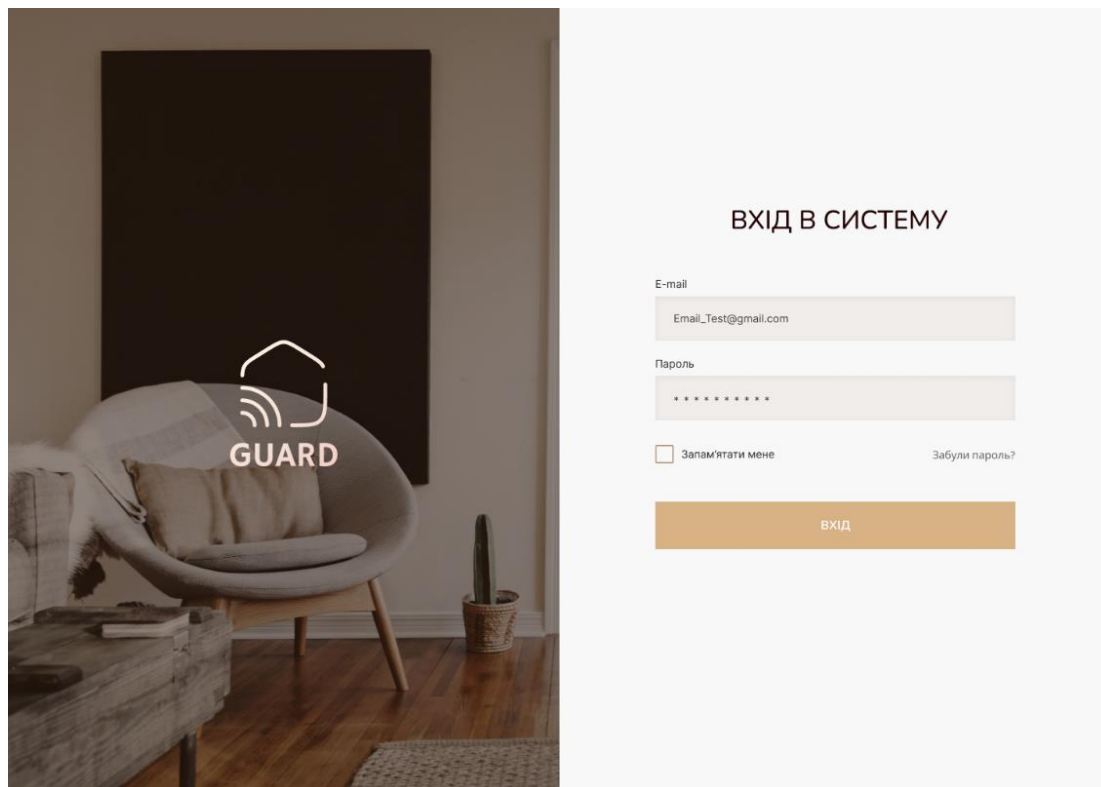 GUARD
ВХІД В СИСТЕМУ
E-mail
Email_Test@gmail.com
Пароль
* * * * * * * * * *
Запам'ятати мене
Забули пароль?
ВХІД